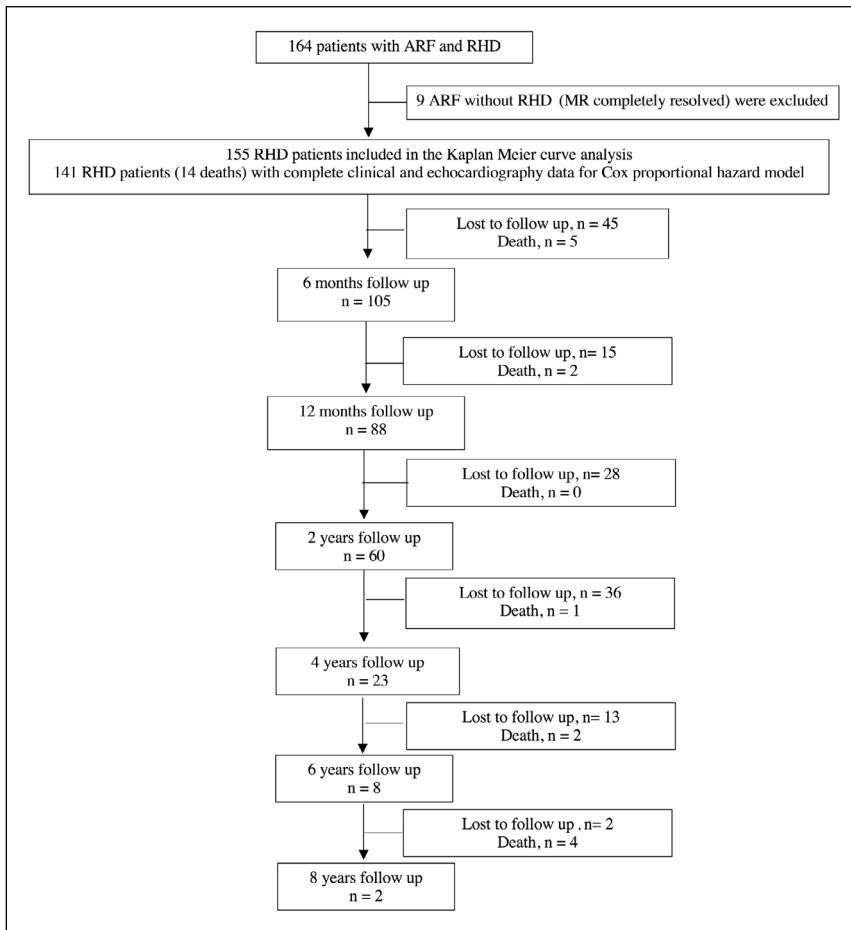 164 patients with ARF and RHD
9 ARF without RHD (MR completely resolved) were excluded
155 RHD patients included in the Kaplan Meier curve analysis
141 RHD patients (14 deaths) with complete clinical and echocardiography data for Cox proportional hazard model
Lost to follow up, n = 45
Death, n = 5
6 months follow up
n = 105
Lost to follow up, n= 15
Death, n = 2
12 months follow up
n = 88
Lost to follow up, n= 28
Death, n = 0
2 years follow up
n = 60
Lost to follow up, n = 36
Death, n = 1
4 years follow up
n = 23
Lost to follow up, n= 13
Death, n = 2
6 years follow up
n = 8
Lost to follow up , n= 2
Death, n = 4
8 years follow up
n = 2